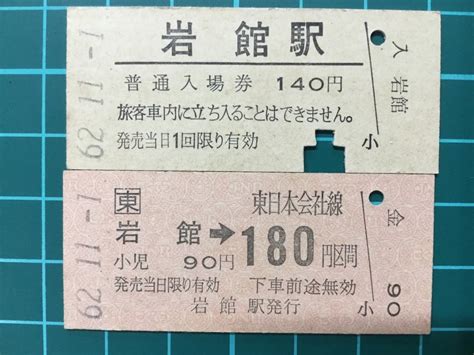 岩館駅
普通入場券 140円
旅客車内に立ち入ることはできません。
発売当日1回限り有効
62.11.-1
入
岩館
小
東
東日本会社線
岩館→180円区間
小児 90円
発売当日限り有効 下車前途無効
岩館駅発行
62.11.-1
金
小
90